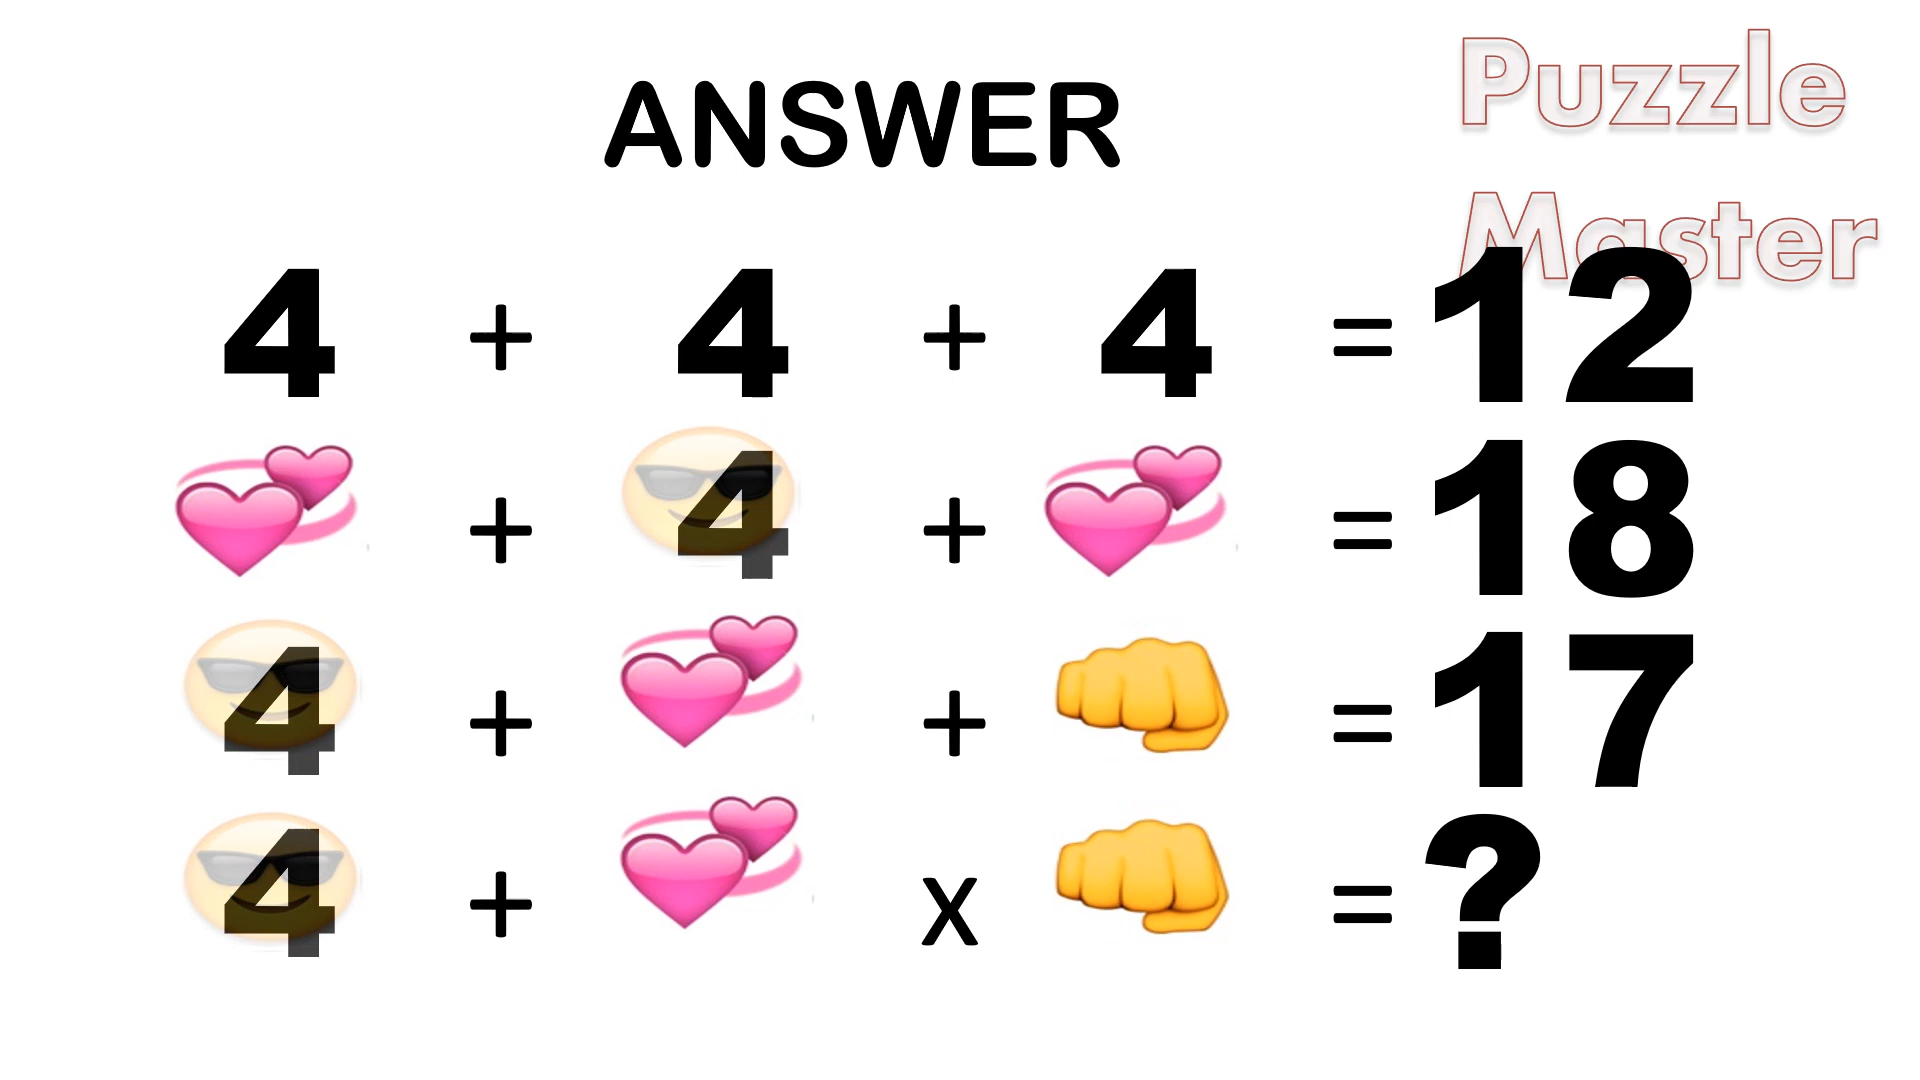 Puzzle
Master
ANSWER
4 + 4 + 4 = 12
+ 4 + = 18
4 + + = 17
4 + x = ?